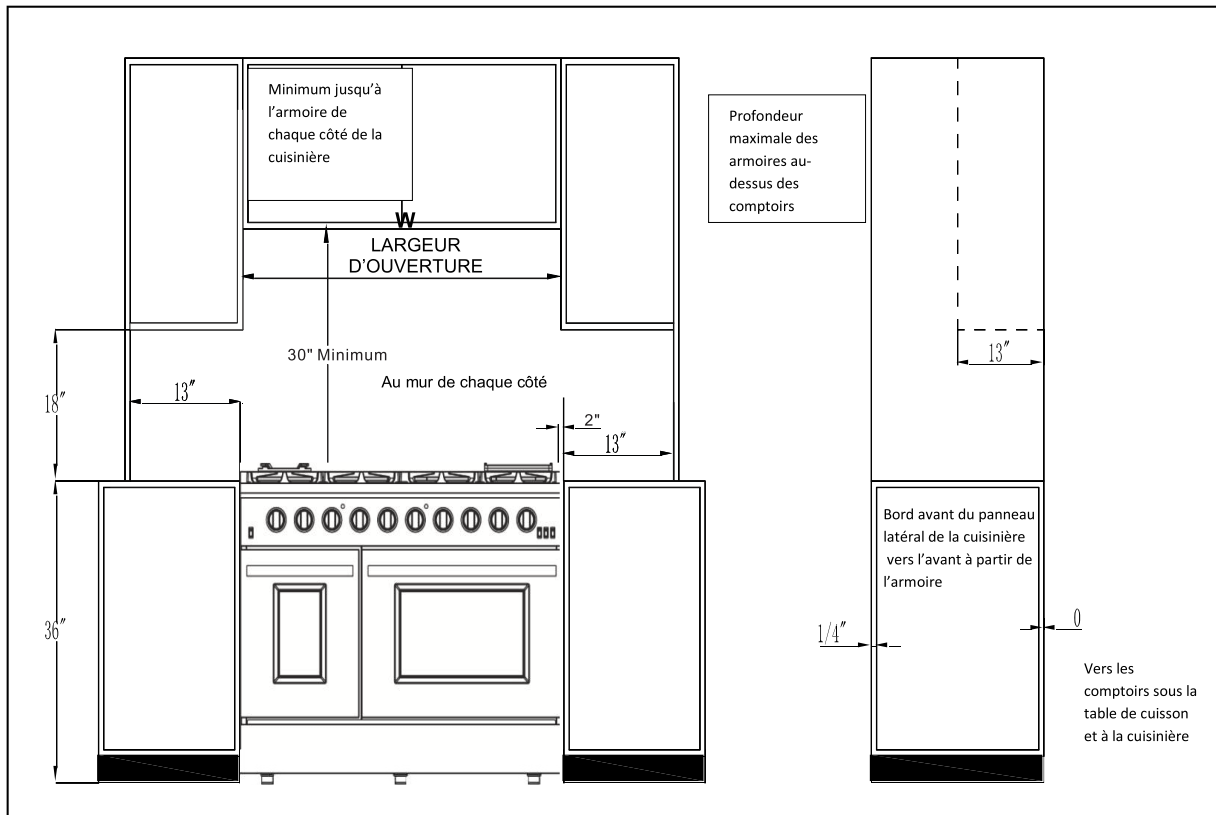 Minimum jusqu’à
l’armoire de
chaque côté de la
cuisinière
Profondeur
maximale des
armoires au-
dessus des
comptoirs
W
LARGEUR
D’OUVERTURE
30" Minimum
13"
Au mur de chaque côté
18"
13"
2"
13"
Bord avant du panneau
latéral de la cuisinière
vers l’avant à partir de
l’armoire
36"
1/4"
0
Vers les
comptoirs sous la
table de cuisson
et à la cuisinière